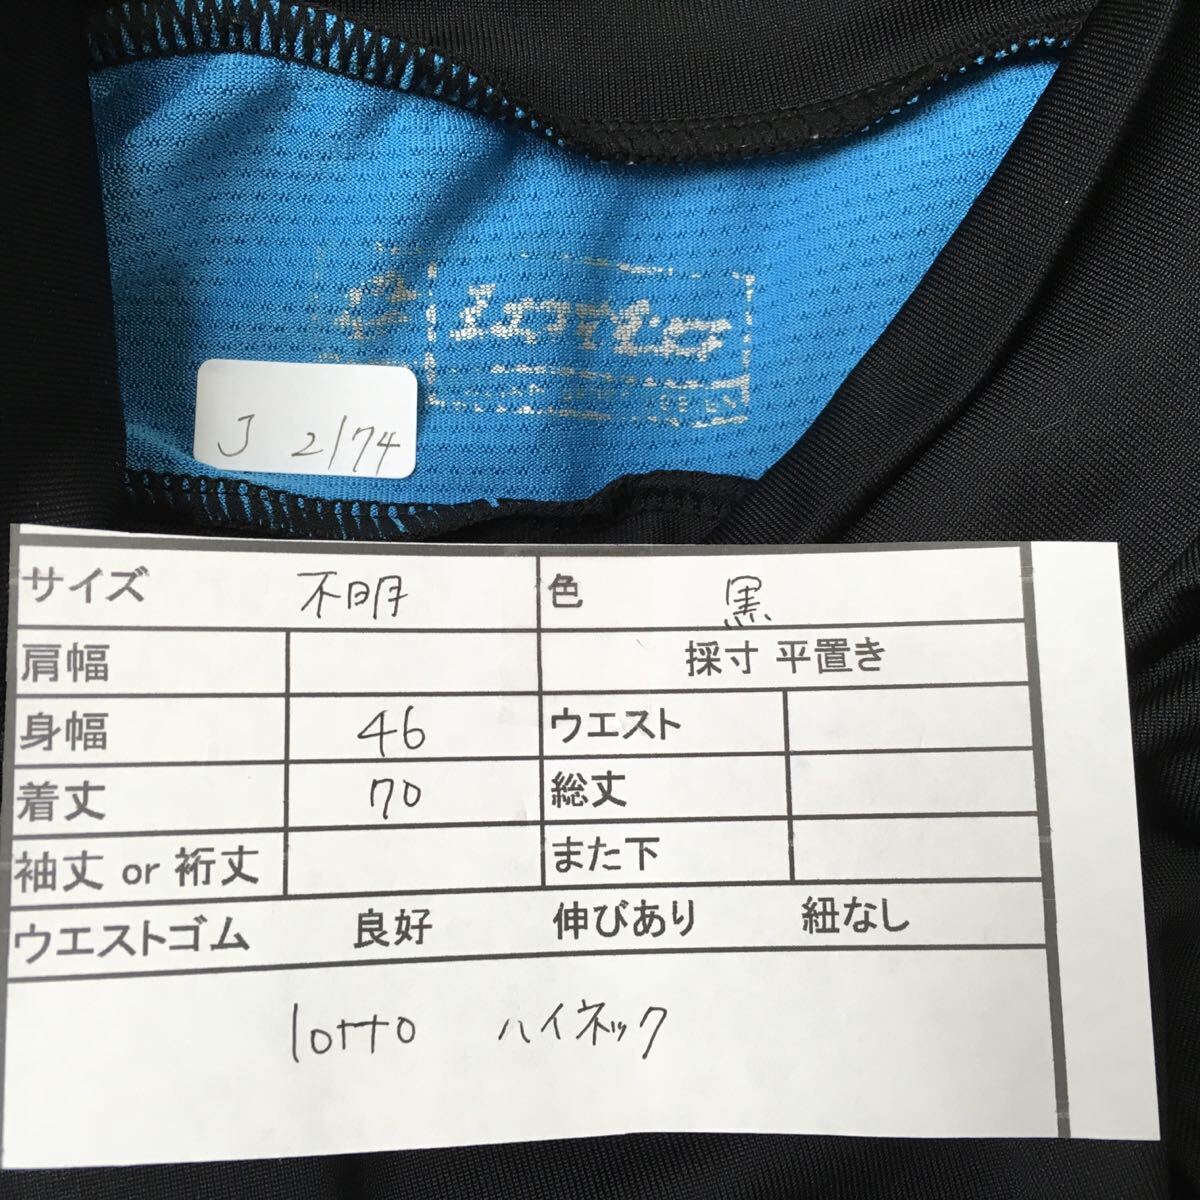 Lotto
J 2174
サイズ 不明 色 黒
肩幅 採寸 平置き
身幅 46 ウエスト
着丈 70 総丈
袖丈 or 裄丈 また下
ウエストゴム 良好 伸びあり 紐なし
lotto ハイネック